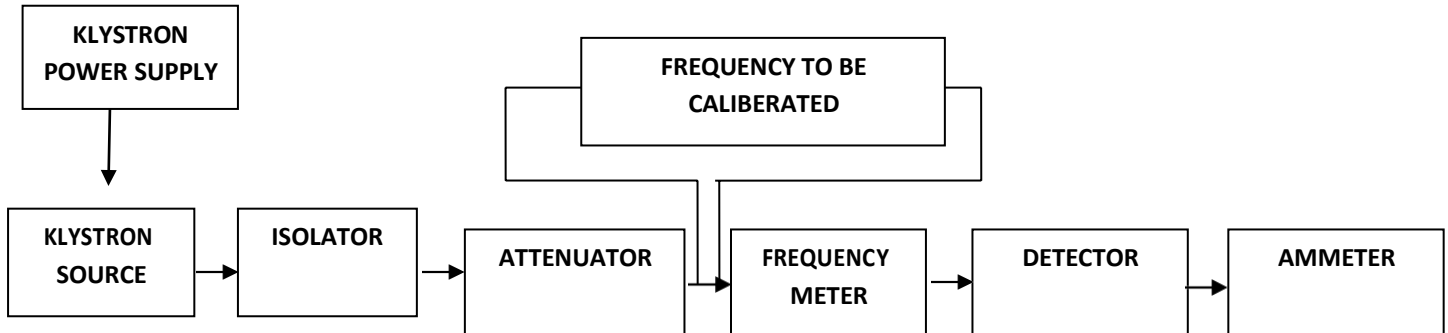 KLYSTRON
POWER SUPPLY
FREQUENCY TO BE
CALIBERATED
KLYSTRON
SOURCE
ISOLATOR
ATTENUATOR
FREQUENCY
METER
DETECTOR
AMMETER